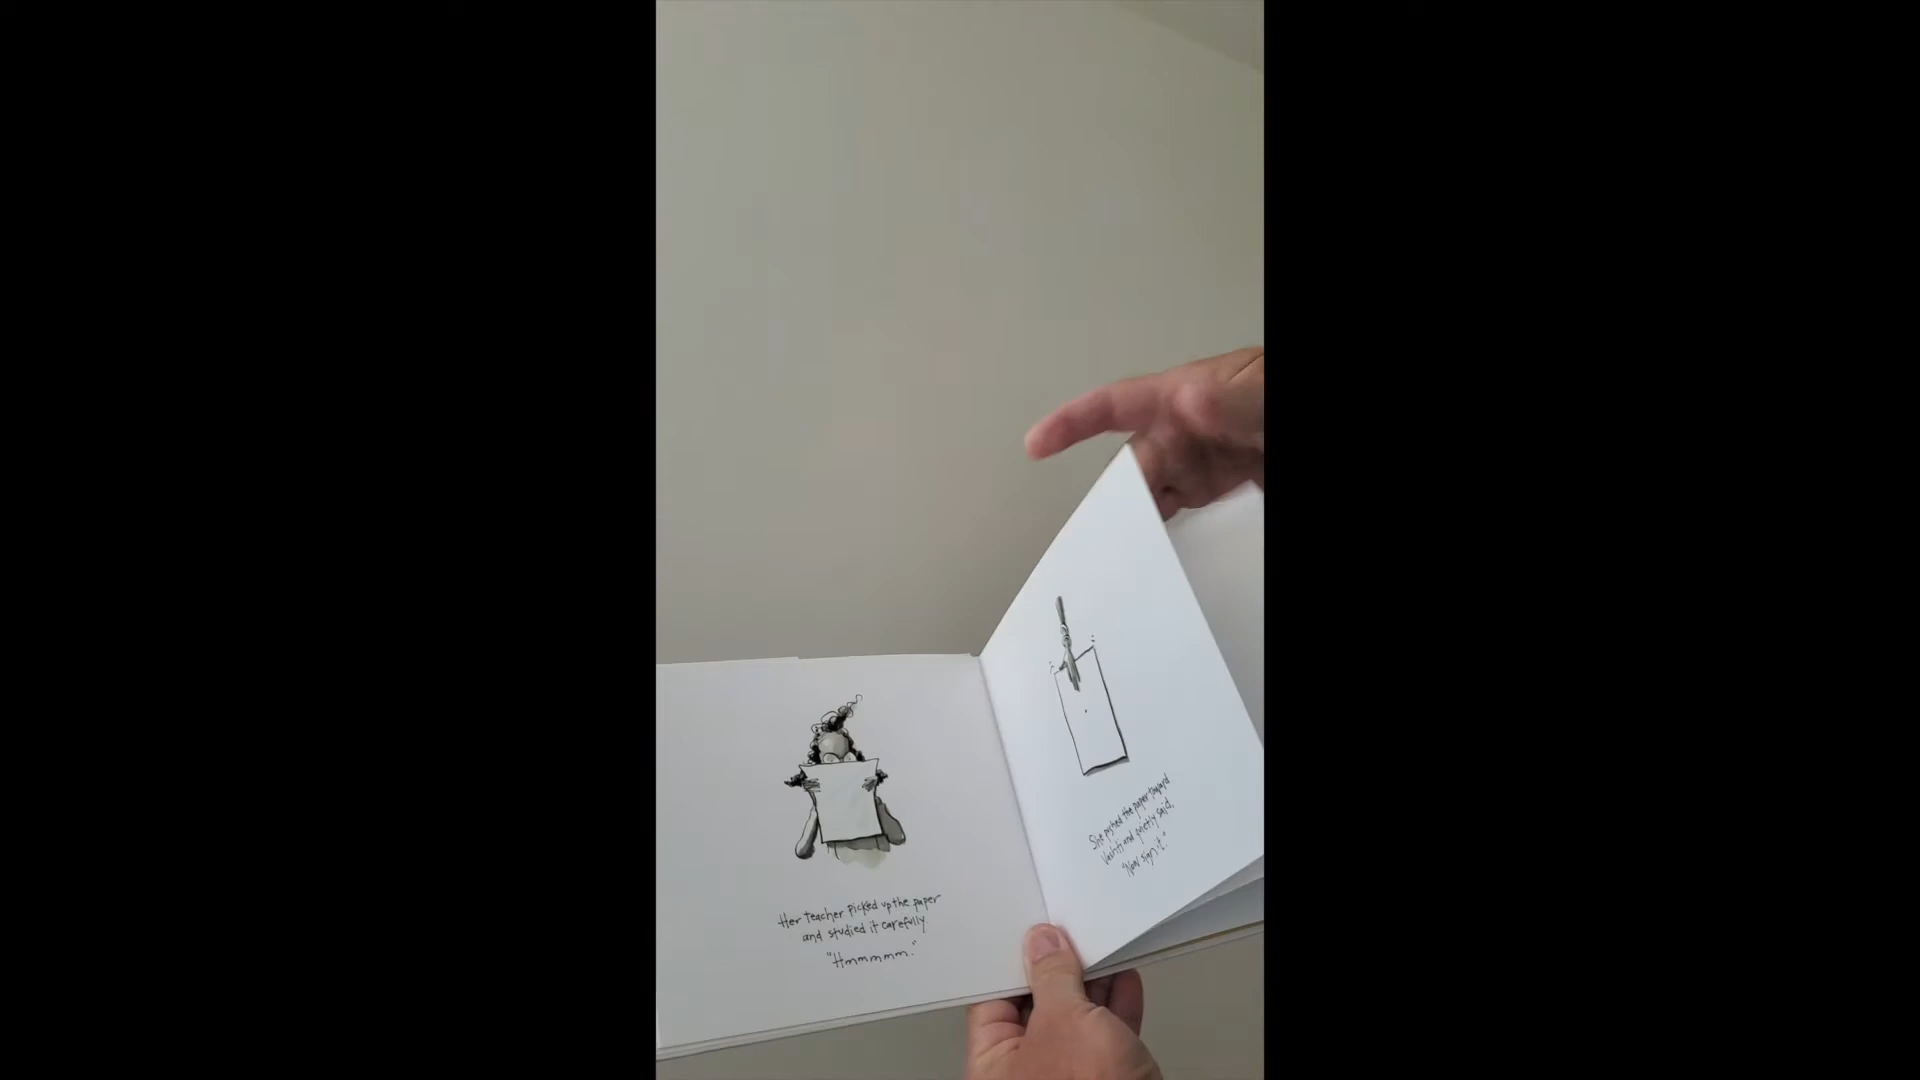 Her teacher picked up the paper
and studied it carefully.
"Hmmmmm."
She pushed the paper toward
Vashti and quietly said,
"Now sign it."